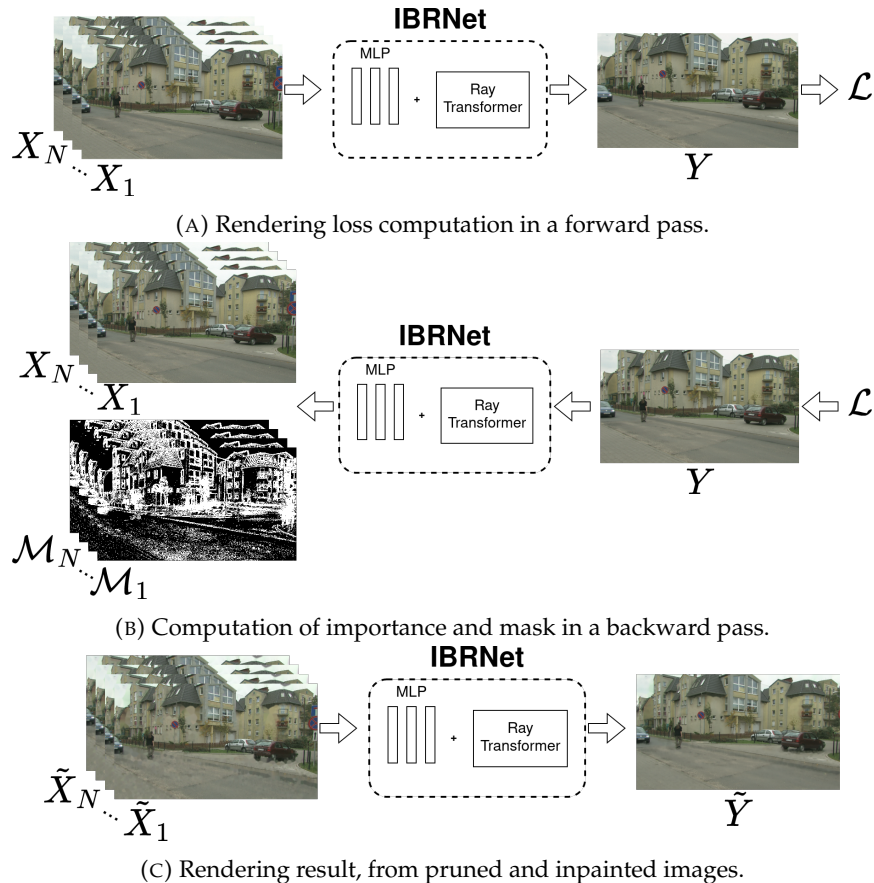 IBRNet
MLP
+
Ray
Transformer
X_N ... X_1
Y
ℒ
(A) Rendering loss computation in a forward pass.
IBRNet
MLP
+
Ray
Transformer
X_N ... X_1
Y
ℒ
ℳ_N ... ℳ_1
(B) Computation of importance and mask in a backward pass.
IBRNet
MLP
+
Ray
Transformer
X̃_N ... X̃_1
Ỹ
(C) Rendering result, from pruned and inpainted images.